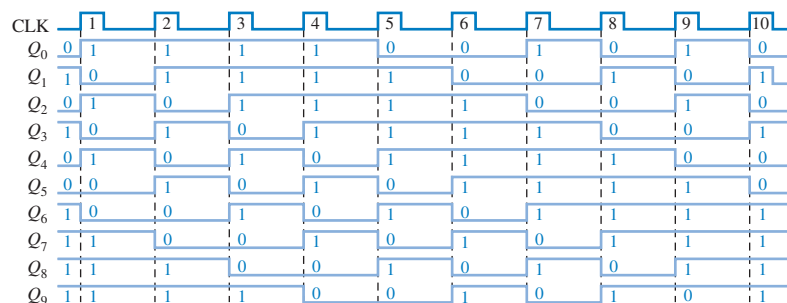 CLK 1 2 3 4 5 6 7 8 9 10
Q0 0 1 1 1 1 0 0 1 0 1 0
Q1 1 0 1 1 1 1 0 0 1 0 1
Q2 0 1 0 1 1 1 1 0 0 1 0
Q3 1 0 1 0 1 1 1 1 0 0 1
Q4 0 1 0 1 0 1 1 1 1 0 0
Q5 0 0 1 0 1 0 1 1 1 1 0
Q6 1 0 0 1 0 1 0 1 1 1 1
Q7 1 1 0 0 1 0 1 0 1 1 1
Q8 1 1 1 0 0 1 0 1 0 1 1
Q9 1 1 1 1 0 0 1 0 1 0 1